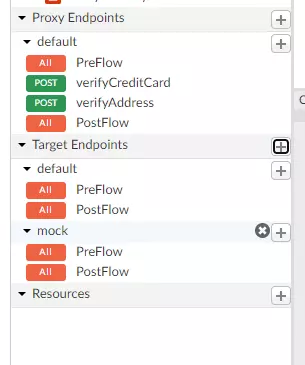 Proxy Endpoints
default
All PreFlow
POST verifyCreditCard
POST verifyAddress
All PostFlow
Target Endpoints
default
All PreFlow
All PostFlow
mock
All PreFlow
All PostFlow
Resources